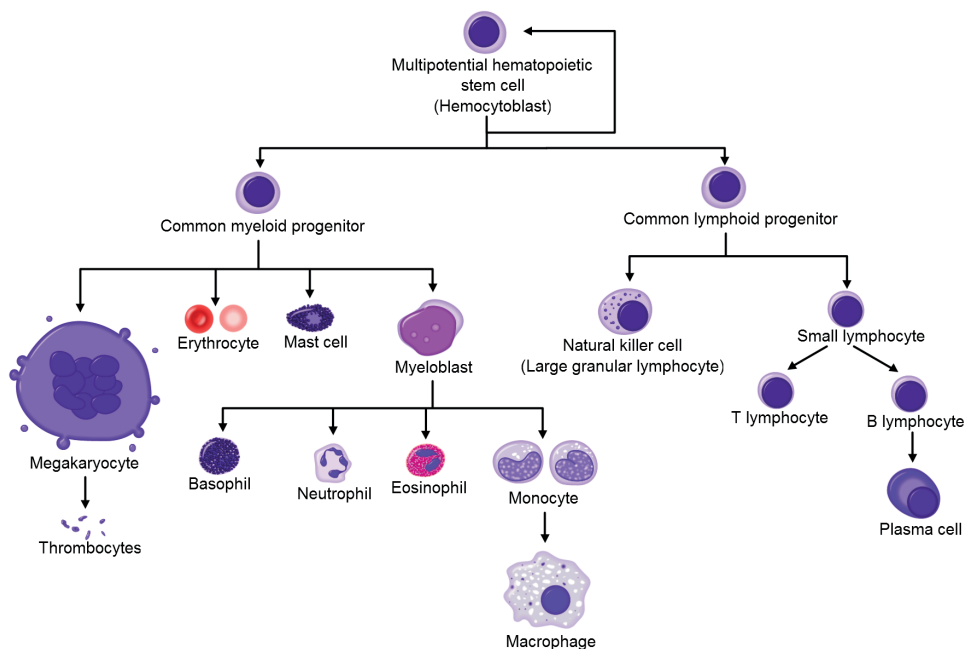 Multipotential hematopoietic
stem cell
(Hemocytoblast)
Common myeloid progenitor
Common lymphoid progenitor
Erythrocyte
Mast cell
Myeloblast
Natural killer cell
(Large granular lymphocyte)
Small lymphocyte
T lymphocyte
B lymphocyte
Megakaryocyte
Basophil
Neutrophil
Eosinophil
Monocyte
Plasma cell
Thrombocytes
Macrophage